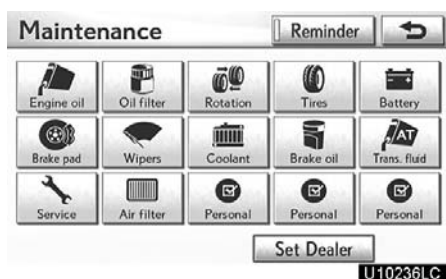 Maintenance Reminder
Engine oil Oil filter Rotation Tires Battery
AT
Brake pad Wipers Coolant Brake oil Trans. fluid
Service Air filter Personal Personal Personal
Set Dealer
U10236LC